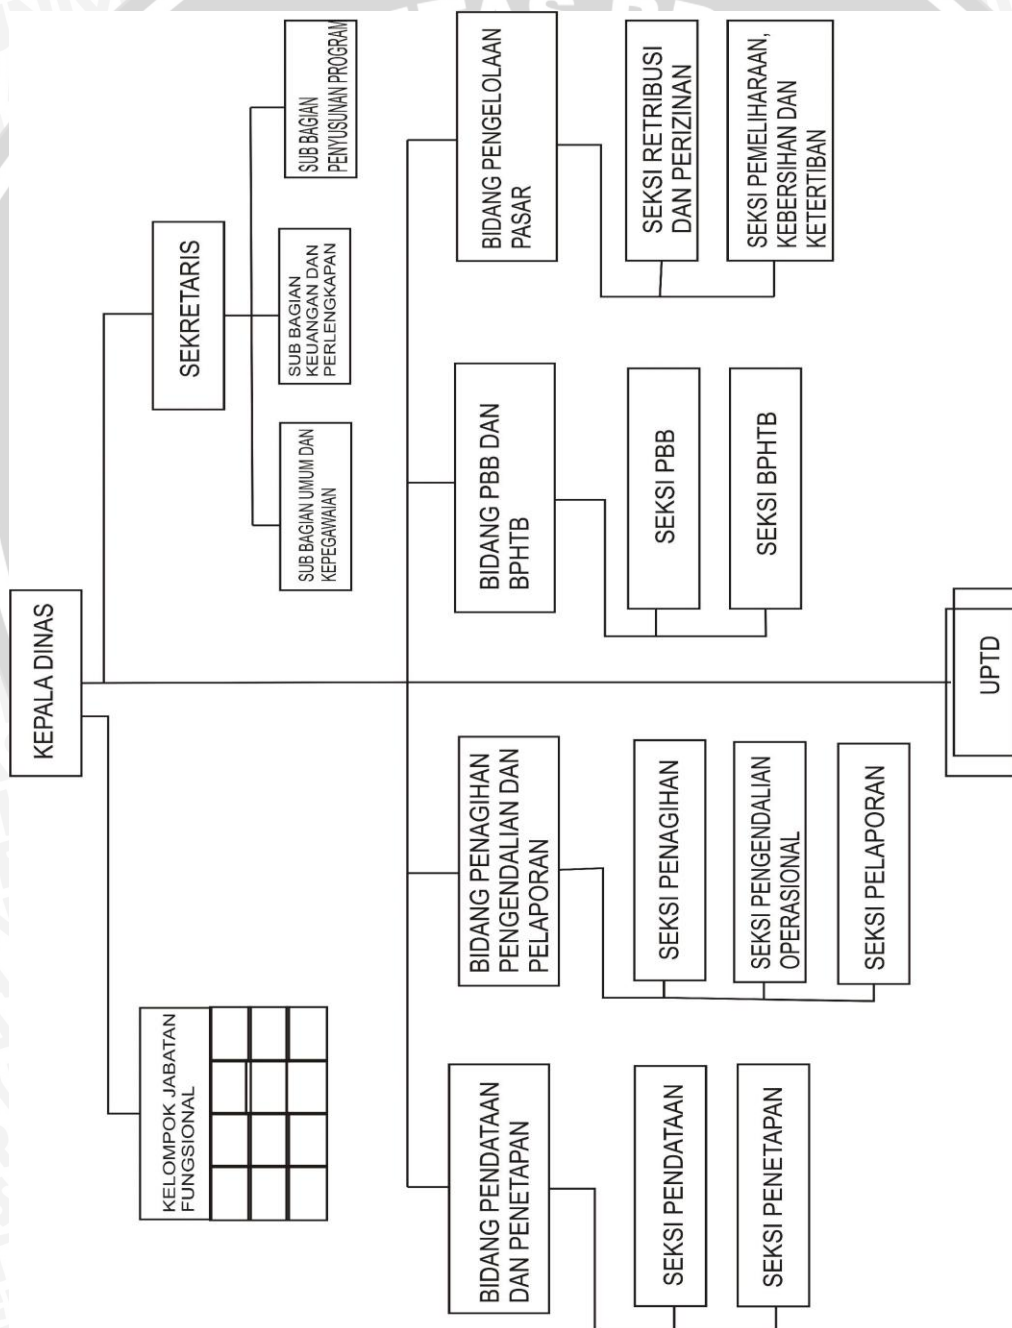 KEPALA DINAS
KELOMPOK JABATAN
FUNGSIONAL
SEKRETARIS
SUB BAGIAN UMUM DAN
KEPEGAWAIAN
SUB BAGIAN
KEUANGAN DAN
PERLENGKAPAN
SUB BAGIAN
PENYUSUNAN PROGRAM
BIDANG PENDATAAN
DAN PENETAPAN
SEKSI PENDATAAN
SEKSI PENETAPAN
BIDANG PENAGIHAN
PENGENDALIAN DAN
PELAPORAN
SEKSI PENAGIHAN
SEKSI PENGENDALIAN
OPERASIONAL
SEKSI PELAPORAN
BIDANG PBB DAN
BPHTB
SEKSI PBB
SEKSI BPHTB
BIDANG PENGELOLAAN
PASAR
SEKSI RETRIBUSI
DAN PERIZINAN
SEKSI PEMELIHARAAN,
KEBERSIHAN DAN
KETERTIBAN
UPTD